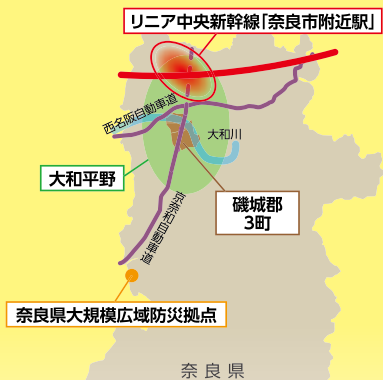 リニア中央新幹線「奈良市附近駅」
西名阪自動車道
大和川
大和平野
磯城郡
3町
京奈和自動車道
奈良県大規模広域防災拠点
奈良県